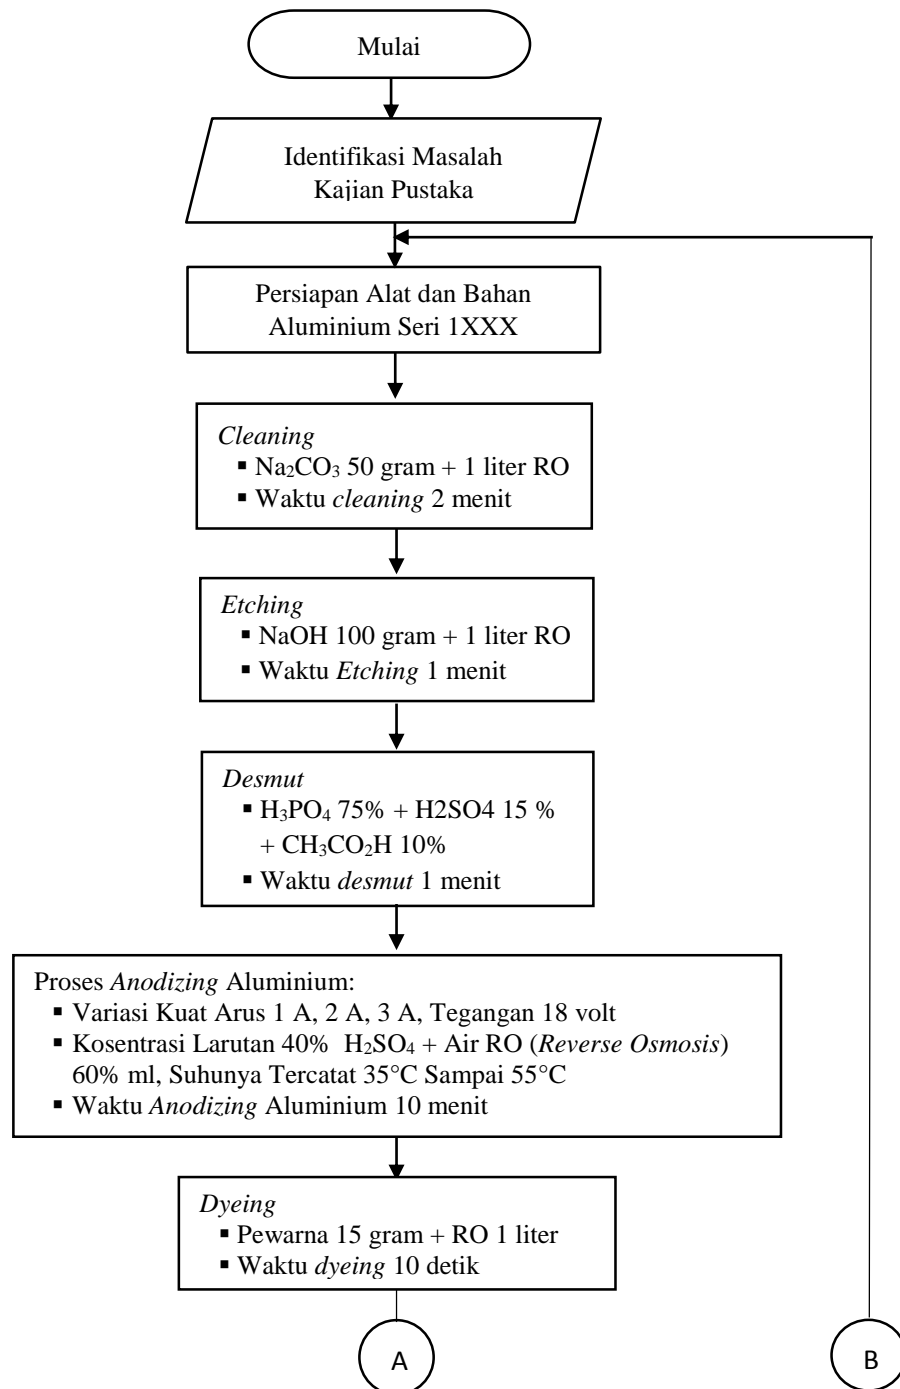 Mulai
Identifikasi Masalah
Kajian Pustaka
Persiapan Alat dan Bahan
Aluminium Seri 1XXX
Cleaning
▪ Na₂CO₃ 50 gram + 1 liter RO
▪ Waktu cleaning 2 menit
Etching
▪ NaOH 100 gram + 1 liter RO
▪ Waktu Etching 1 menit
Desmut
▪ H₃PO₄ 75% + H2SO4 15 %
+ CH₃CO₂H 10%
▪ Waktu desmut 1 menit
Proses Anodizing Aluminium:
▪ Variasi Kuat Arus 1 A, 2 A, 3 A, Tegangan 18 volt
▪ Kosentrasi Larutan 40% H₂SO₄ + Air RO (Reverse Osmosis)
60% ml, Suhunya Tercatat 35°C Sampai 55°C
▪ Waktu Anodizing Aluminium 10 menit
Dyeing
▪ Pewarna 15 gram + RO 1 liter
▪ Waktu dyeing 10 detik
A
B